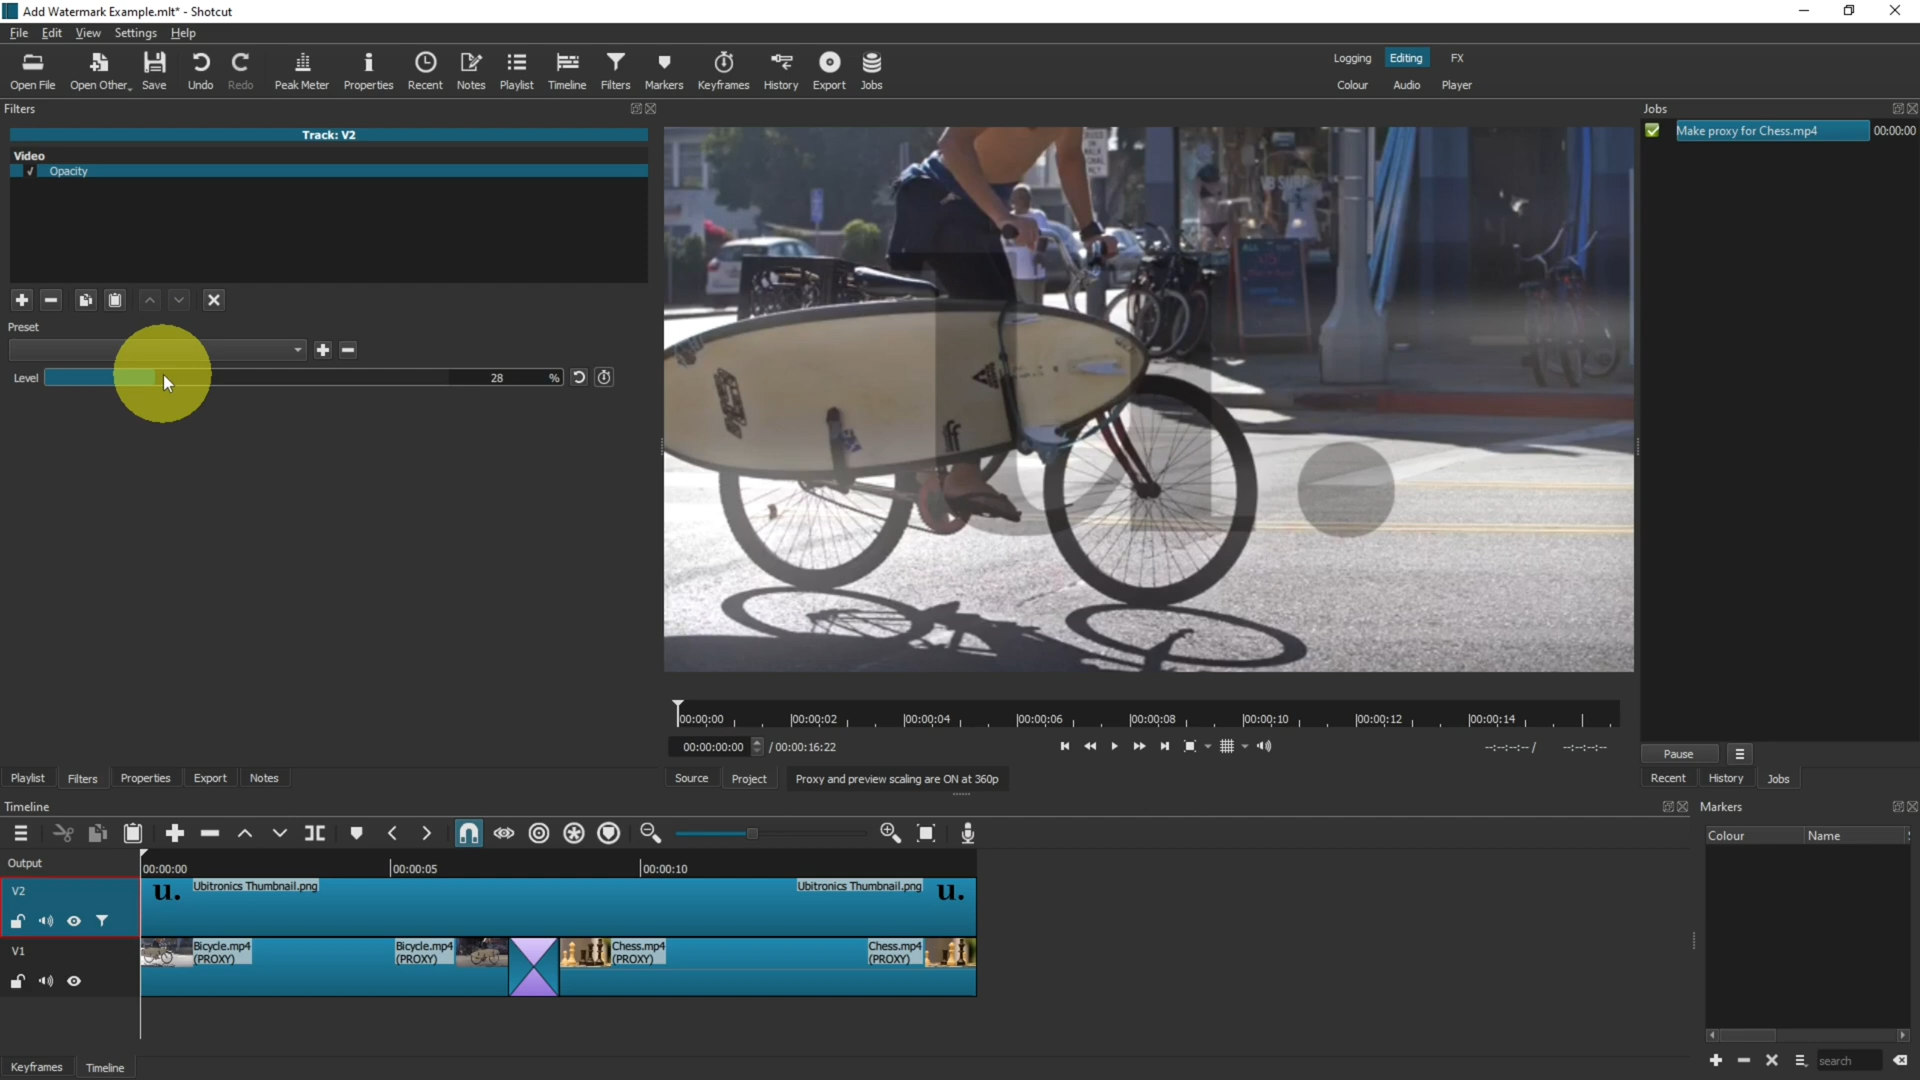 Add Watermark Example.mlt* - Shotcut
File Edit View Settings Help
Open File Open Other Save Undo Redo Peak Meter Properties Recent Notes Playlist Timeline Filters Markers Keyframes History Export Jobs
Logging Editing FX
Colour Audio Player
Filters
Track: V2
Video
✓ Opacity
Preset
Level 28 %
u.
00:00:00 00:00:02 00:00:04 00:00:06 00:00:08 00:00:10 00:00:12 00:00:14
00:00:00:00 / 00:00:16:22 --:--:--:-- / --:--:--:--
Playlist Filters Properties Export Notes
Source Project Proxy and preview scaling are ON at 360p
Jobs
Make proxy for Chess.mp4 00:00:00
Pause
Recent History Jobs
Timeline
Output
00:00:00 00:00:05 00:00:10
V2
u. Ubitronics Thumbnail.png Ubitronics Thumbnail.png u.
V1
Bicycle.mp4 (PROXY) Bicycle.mp4 (PROXY) Chess.mp4 (PROXY) Chess.mp4 (PROXY)
Keyframes Timeline
Markers
Colour Name
search